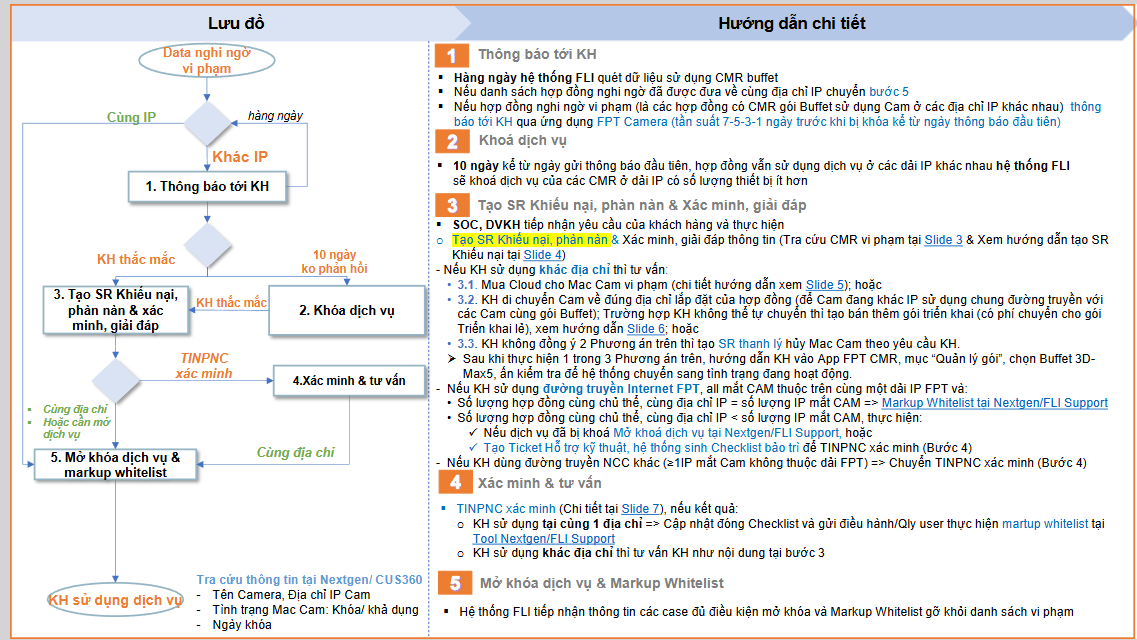 Lưu đồ
Data nghi ngờ
vi phạm
Cùng IP
hàng ngày
Khác IP
1. Thông báo tới KH
KH thắc mắc
10 ngày
ko phản hồi
3. Tạo SR Khiếu nại,
phàn nàn & xác
minh, giải đáp
KH thắc mắc
2. Khóa dịch vụ
TINPNC
xác minh
4.Xác minh & tư vấn
▪ Cùng địa chỉ
▪ Hoặc cần mở
dịch vụ
Cùng địa chỉ
5. Mở khóa dịch vụ &
markup whitelist
KH sử dụng dịch vụ
Tra cứu thông tin tại Nextgen/ CUS360
- Tên Camera, Địa chỉ IP Cam
- Tình trạng Mac Cam: Khóa/ khả dụng
- Ngày khóa
Hướng dẫn chi tiết
1 Thông báo tới KH
▪ Hàng ngày hệ thống FLI quét dữ liệu sử dụng CMR buffet
▪ Nếu danh sách hợp đồng nghi ngờ đã được đưa về cùng địa chỉ IP chuyển bước 5
▪ Nếu hợp đồng nghi ngờ vi phạm (là các hợp đồng có CMR gói Buffet sử dụng Cam ở các địa chỉ IP khác nhau) thông
báo tới KH qua ứng dụng FPT Camera (tần suất 7-5-3-1 ngày trước khi bị khóa kể từ ngày thông báo đầu tiên)
2 Khoá dịch vụ
▪ 10 ngày kể từ ngày gửi thông báo đầu tiên, hợp đồng vẫn sử dụng dịch vụ ở các dải IP khác nhau hệ thống FLI
sẽ khoá dịch vụ của các CMR ở dải IP có số lượng thiết bị ít hơn
3 Tạo SR Khiếu nại, phàn nàn & Xác minh, giải đáp
▪ SOC, DVKH tiếp nhận yêu cầu của khách hàng và thực hiện
o Tạo SR Khiếu nại, phàn nàn & Xác minh, giải đáp thông tin (Tra cứu CMR vi phạm tại Slide 3 & Xem hướng dẫn tạo SR
Khiếu nại tại Slide 4)
- Nếu KH sử dụng khác địa chỉ thì tư vấn:
• 3.1. Mua Cloud cho Mac Cam vi phạm (chi tiết hướng dẫn xem Slide 5); hoặc
• 3.2. KH di chuyển Cam về đúng địa chỉ lắp đặt của hợp đồng (để Cam đang khác IP sử dụng chung đường truyền với
các Cam cùng gói Buffet); Trường hợp KH không thể tự chuyển thì tạo bán thêm gói triển khai (có phí chuyển cho gói
Triển khai lẻ), xem hướng dẫn Slide 6; hoặc
• 3.3. KH không đồng ý 2 Phương án trên thì tạo SR thanh lý hủy Mac Cam theo yêu cầu KH.
➤ Sau khi thực hiện 1 trong 3 Phương án trên, hướng dẫn KH vào App FPT CMR, mục “Quản lý gói”, chọn Buffet 3D-
Max5, ấn kiểm tra để hệ thống chuyển sang tình trạng đang hoạt động.
- Nếu KH sử dụng đường truyền Internet FPT, all mắt CAM thuộc trên cùng một dải IP FPT và:
• Số lượng hợp đồng cùng chủ thể, cùng địa chỉ IP = số lượng IP mắt CAM => Markup Whitelist tại Nextgen/FLI Support
• Số lượng hợp đồng cùng chủ thể, cùng địa chỉ IP < số lượng IP mắt CAM, thực hiện:
✓ Nếu dịch vụ đã bị khoá Mở khoá dịch vụ tại Nextgen/FLI Support, hoặc
✓ Tạo Ticket Hỗ trợ kỹ thuật, hệ thống sinh Checklist bảo trì để TINPNC xác minh (Bước 4)
- Nếu KH dùng đường truyền NCC khác (≥1IP mắt Cam không thuộc dải FPT) => Chuyển TINPNC xác minh (Bước 4)
4 Xác minh & tư vấn
▪ TINPNC xác minh (Chi tiết tại Slide 7), nếu kết quả:
o KH sử dụng tại cùng 1 địa chỉ => Cập nhật đóng Checklist và gửi điều hành/Qly user thực hiện martup whitelist tại
Tool Nextgen/FLI Support
o KH sử dụng khác địa chỉ thì tư vấn KH như nội dung tại bước 3
5 Mở khóa dịch vụ & Markup Whitelist
▪ Hệ thống FLI tiếp nhận thông tin các case đủ điều kiện mở khóa và Markup Whitelist gỡ khỏi danh sách vi phạm